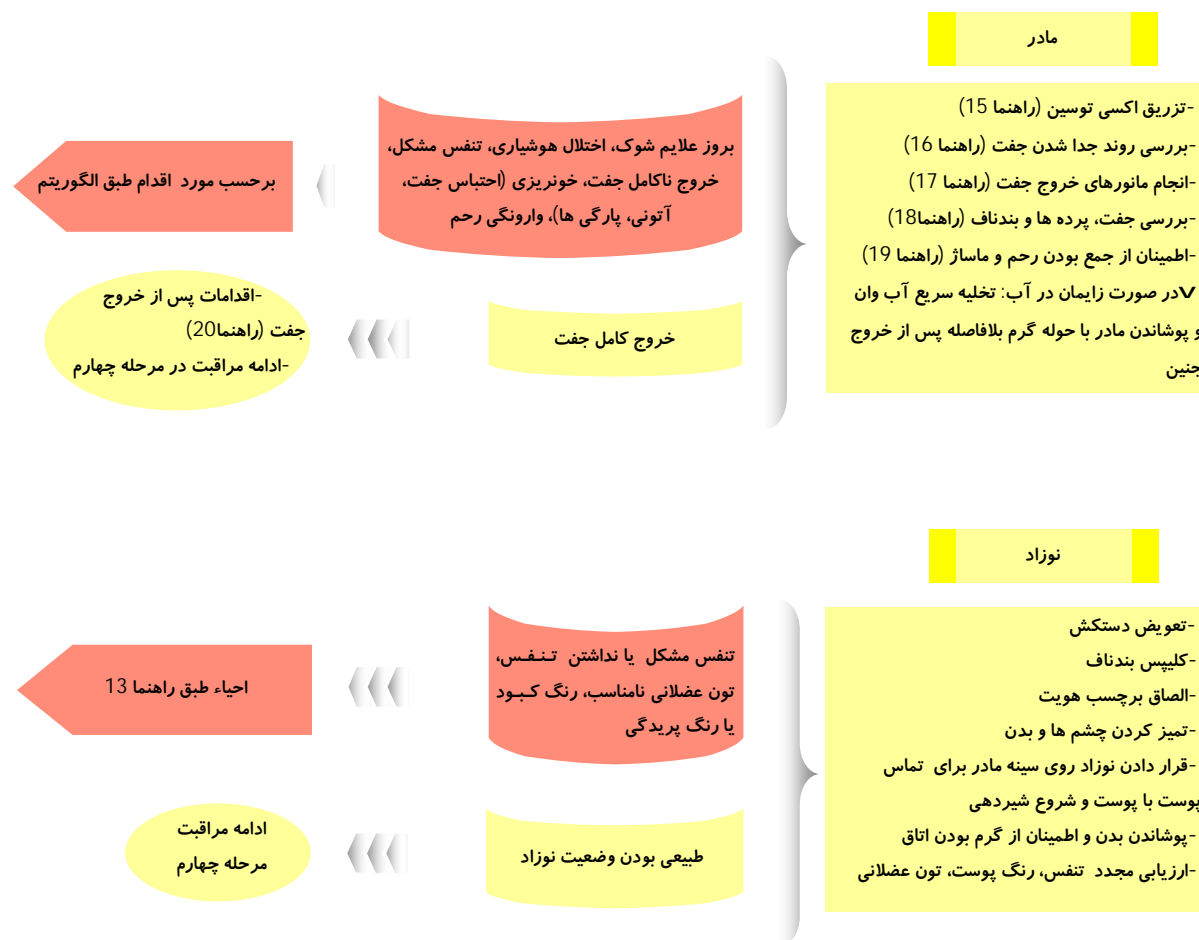 مادر
-تزریق اکسی توسین (راهنما 15)
-بررسی روند جدا شدن جفت (راهنما 16)
-انجام مانورهای خروج جفت (راهنما 17)
-بررسی جفت، پرده ها و بندناف (راهنما18)
-اطمینان از جمع بودن رحم و ماساژ (راهنما 19)
√در صورت زایمان در آب: تخلیه سریع آب وان
و پوشاندن مادر با حوله گرم بلافاصله پس از خروج
جنین
بروز علایم شوک، اختلال هوشیاری، تنفس مشکل،
خروج ناکامل جفت، خونریزی (احتباس جفت،
آتونی، پارگی ها)، وارونگی رحم
برحسب مورد اقدام طبق الگوریتم
خروج کامل جفت
-اقدامات پس از خروج
جفت (راهنما20)
-ادامه مراقبت در مرحله چهارم
نوزاد
-تعویض دستکش
-کلیپس بندناف
-الصاق برچسب هویت
-تمیز کردن چشم ها و بدن
-قرار دادن نوزاد روی سینه مادر برای تماس
پوست با پوست و شروع شیردهی
-پوشاندن بدن و اطمینان از گرم بودن اتاق
-ارزیابی مجدد تنفس، رنگ پوست، تون عضلانی
تنفس مشکل یا نداشتن تنفس،
تون عضلانی نامناسب، رنگ کبود
یا رنگ پریدگی
احیاء طبق راهنما 13
طبیعی بودن وضعیت نوزاد
ادامه مراقبت
مرحله چهارم